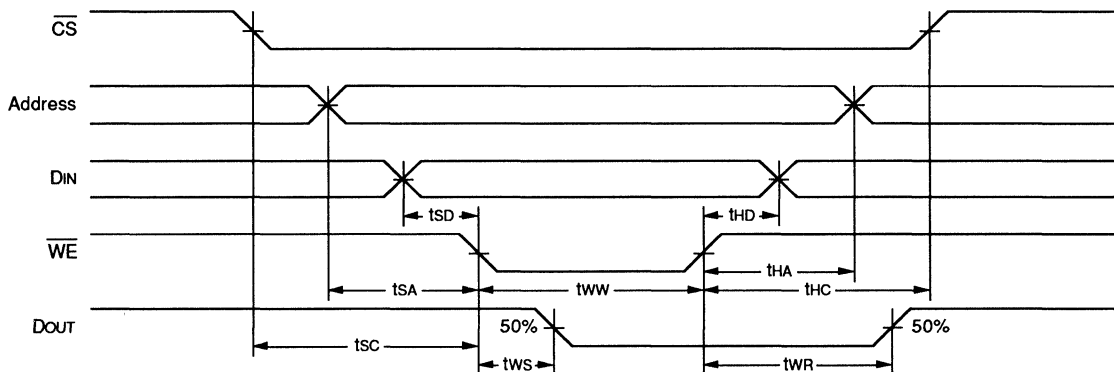 CS
Address
DIN
tSD
tHD
WE
tHA
tSA
tWW
tHC
DOUT
50%
50%
tSC
tWS
tWR